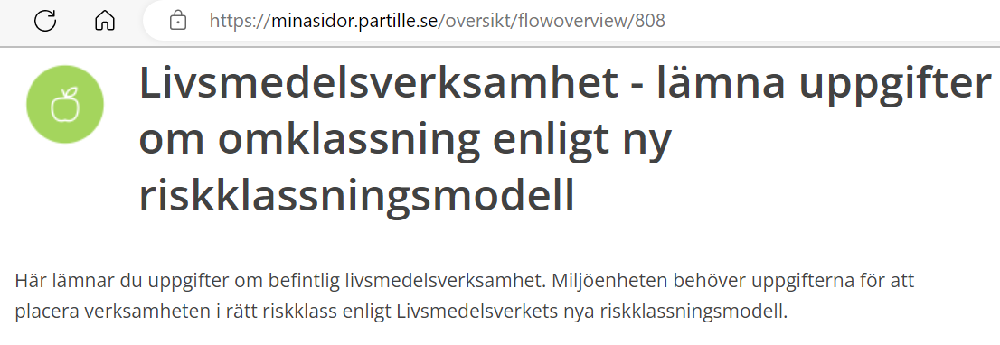 https://minasidor.partille.se/oversikt/flowoverview/808
Livsmedelsverksamhet - lämna uppgifter
om omklassning enligt ny
riskklassningsmodell
Här lämnar du uppgifter om befintlig livsmedelsverksamhet. Miljöenheten behöver uppgifterna för att
placera verksamheten i rätt riskklass enligt Livsmedelsverkets nya riskklassningsmodell.